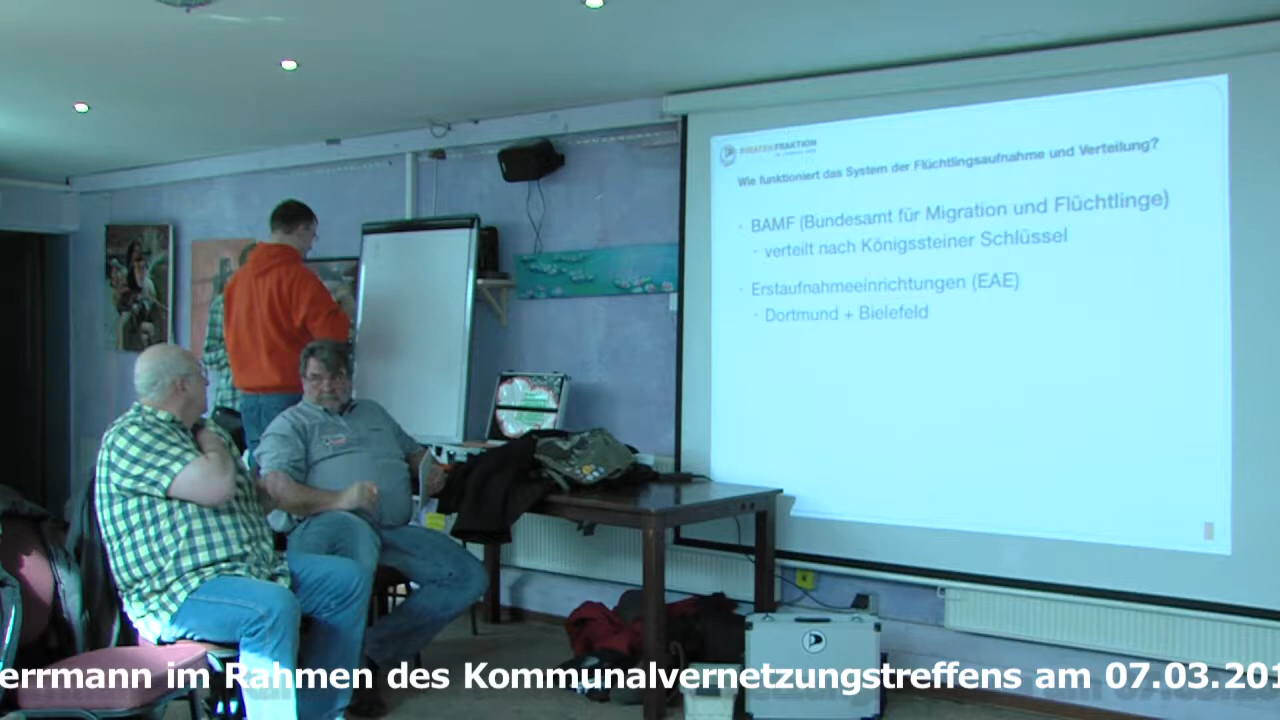 PIRATENFRAKTION
Wie funktioniert das System der Flüchtlingsaufnahme und Verteilung?
· BAMF (Bundesamt für Migration und Flüchtlinge)
· verteilt nach Königssteiner Schlüssel
· Erstaufnahmeeinrichtungen (EAE)
· Dortmund + Bielefeld
errmann im Rahmen des Kommunalvernetzungstreffens am 07.03.201